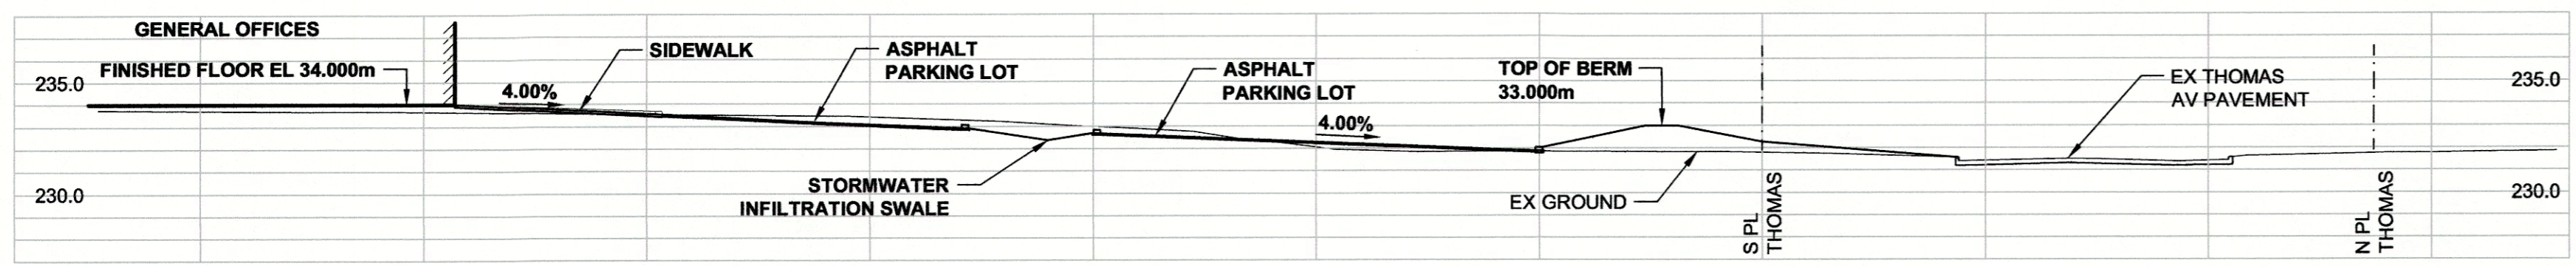 GENERAL OFFICES
FINISHED FLOOR EL 34.000m
235.0
230.0
4.00%
SIDEWALK
ASPHALT
PARKING LOT
STORMWATER
INFILTRATION SWALE
ASPHALT
PARKING LOT
4.00%
TOP OF BERM
33.000m
EX GROUND
S PL
THOMAS
EX THOMAS
AV PAVEMENT
N PL
THOMAS
235.0
230.0